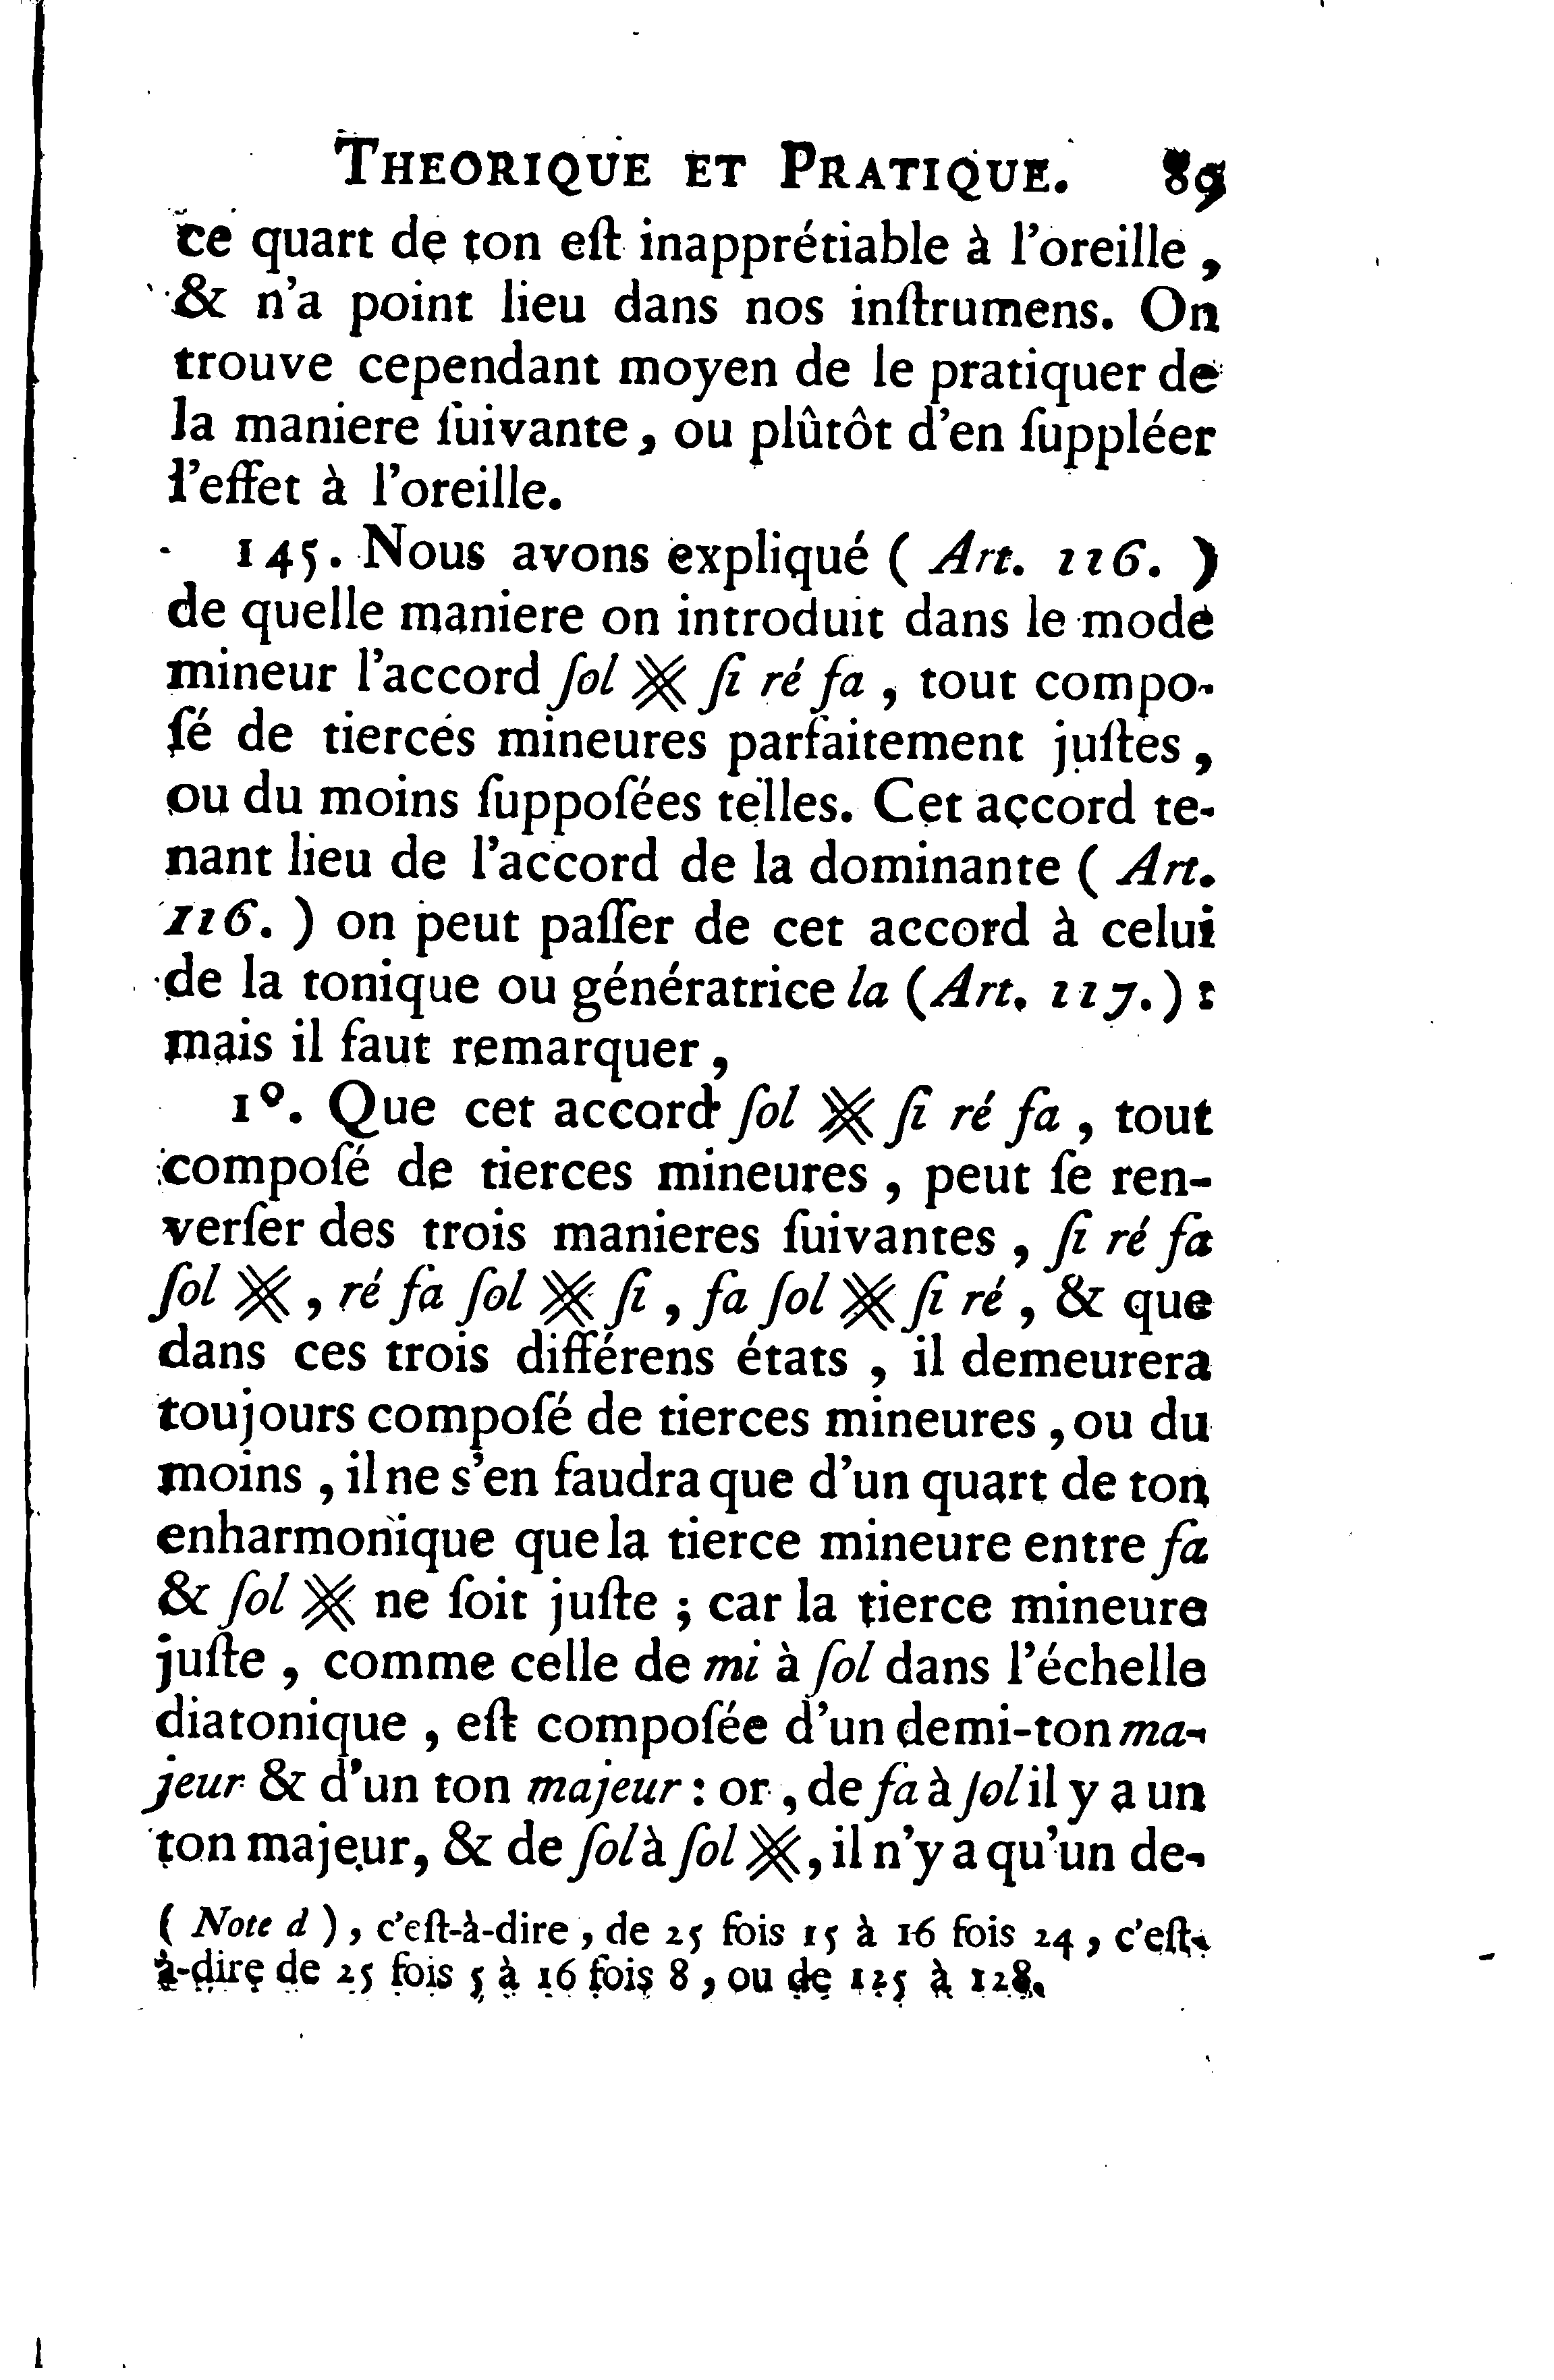 THEORIQUE ET PRATIQUE. 89
ce quart de ton eſt inapprétiable à l'oreille,
& n'a point lieu dans nos inſtrumens. On
trouve cependant moyen de le pratiquer de
la maniere ſuivante, ou plûtôt d'en ſuppléer
l'effet à l'oreille.
145. Nous avons expliqué ( Art. 116. )
de quelle maniere on introduit dans le mode
mineur l'accord ſol ※ ſi ré fa, tout compo-
ſé de tierces mineures parfaitement juſtes,
ou du moins ſuppoſées telles. Cet accord te-
nant lieu de l'accord de la dominante ( Art.
116. ) on peut paſſer de cet accord à celui
de la tonique ou génératrice la (Art. 117.) :
mais il faut remarquer,
1º. Que cet accord ſol ※ ſi ré fa, tout
compoſé de tierces mineures, peut ſe ren-
verſer des trois manieres ſuivantes, ſi ré fa
ſol ※, ré fa ſol ※ ſi, fa ſol ※ ſi ré, & que
dans ces trois différens états, il demeurera
toujours compoſé de tierces mineures, ou du
moins, il ne s'en faudra que d'un quart de ton
enharmonique que la tierce mineure entre fa
& ſol ※ ne ſoit juſte ; car la tierce mineure
juſte, comme celle de mi à ſol dans l'échelle
diatonique, eſt compoſée d'un demi-ton ma-
jeur & d'un ton majeur : or, de fa à ſol il y a un
ton majeur, & de ſol à ſol ※, il n'y a qu'un de-
( Note d ), c'eſt-à-dire, de 25 fois 15 à 16 fois 24, c'eſt-
à-dire de 25 fois 5 à 16 fois 8, ou de 125 à 128.